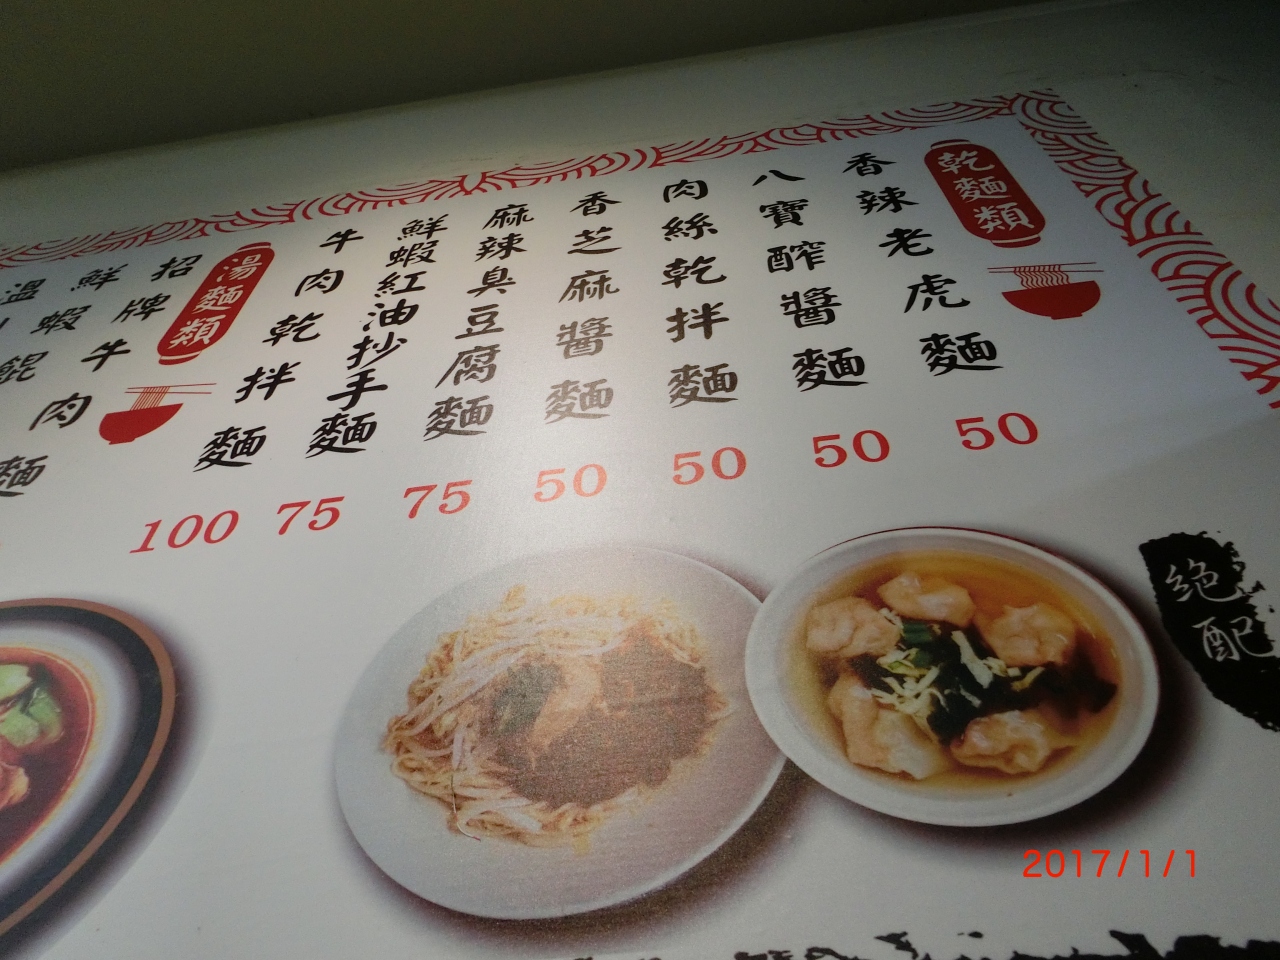 乾麵類
香辣老虎麵 50
八寶醡醬麵 50
肉絲乾拌麵 50
香芝麻醬麵 50
麻辣臭豆腐麵 75
鮮蝦紅油抄手麵 75
牛肉乾拌麵 100
湯麵類
招牌牛肉麵
鮮蝦餛
溫
絕配
2017/1/1